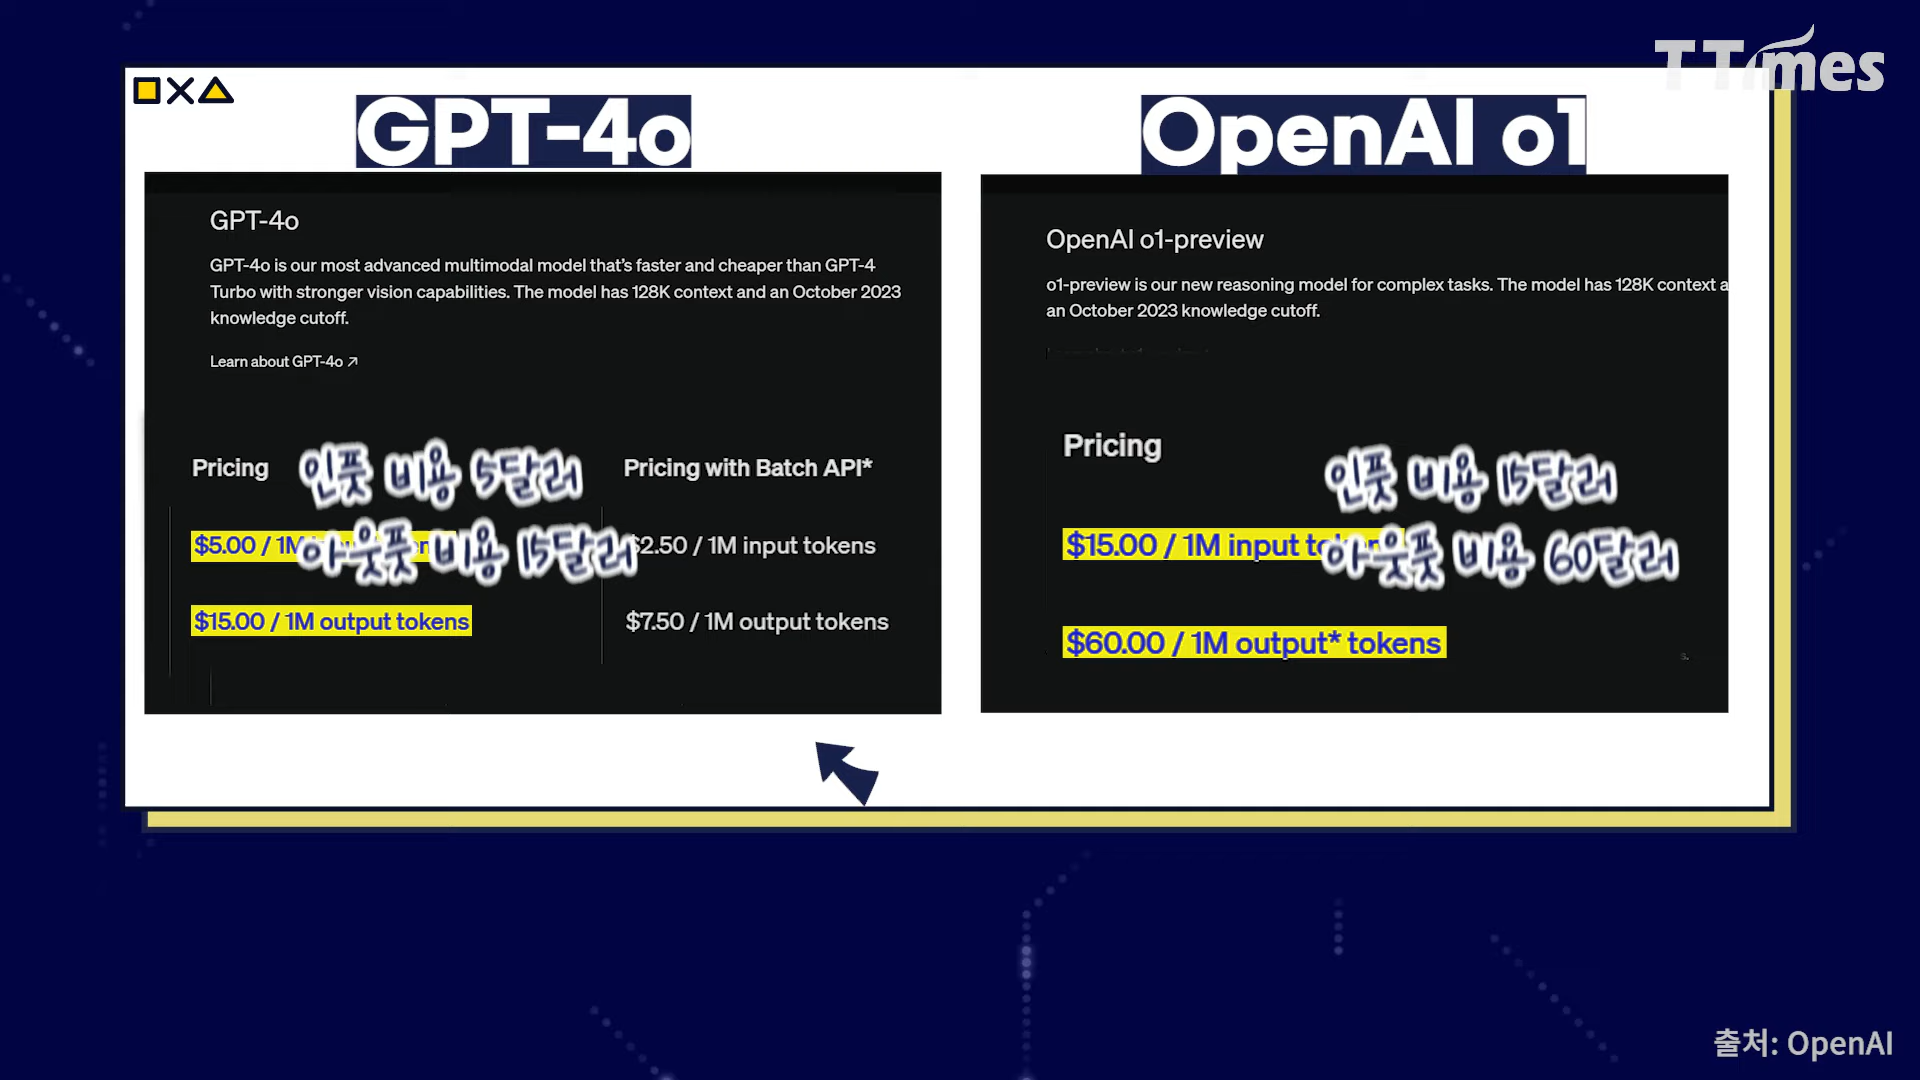 TTimes
GPT-4o
OpenAI o1
GPT-4o
GPT-4o is our most advanced multimodal model that's faster and cheaper than GPT-4
Turbo with stronger vision capabilities. The model has 128K context and an October 2023
knowledge cutoff.
Learn about GPT-4o ↗
Pricing
인풋 비용 5달러
Pricing with Batch API*
$5.00 / 1M
아웃풋 비용 15달러
$2.50 / 1M input tokens
$15.00 / 1M output tokens
$7.50 / 1M output tokens
OpenAI o1-preview
o1-preview is our new reasoning model for complex tasks. The model has 128K context a
an October 2023 knowledge cutoff.
Pricing
인풋 비용 15달러
$15.00 / 1M input
아웃풋 비용 60달러
$60.00 / 1M output* tokens
출처: OpenAI